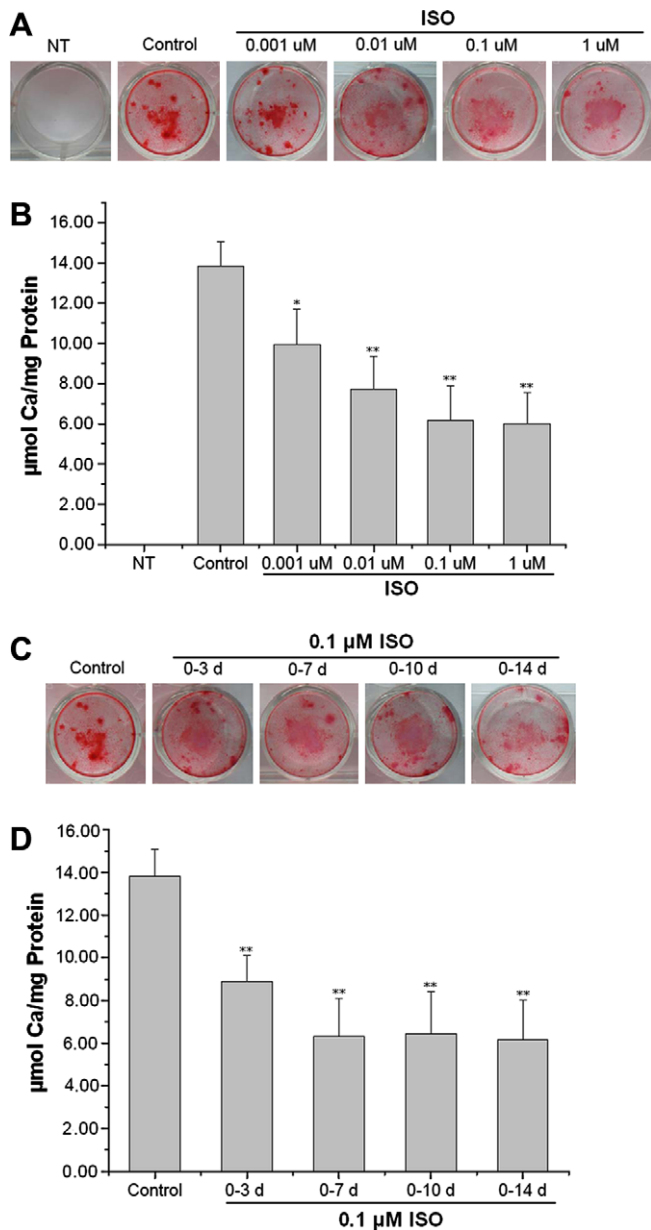 A
ISO
NT Control 0.001 uM 0.01 uM 0.1 uM 1 uM
B
µmol Ca/mg Protein
16.00
14.00
12.00
10.00
8.00
6.00
4.00
2.00
0.00
*
**
**
**
NT Control 0.001 uM 0.01 uM 0.1 uM 1 uM
ISO
C
0.1 µM ISO
Control 0-3 d 0-7 d 0-10 d 0-14 d
D
µmol Ca/mg Protein
16.00
14.00
12.00
10.00
8.00
6.00
4.00
2.00
0.00
**
**
**
**
Control 0-3 d 0-7 d 0-10 d 0-14 d
0.1 µM ISO